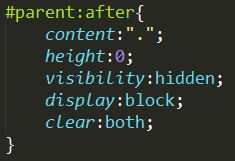 #parent:after{
content:".";
height:0;
visibility:hidden;
display:block;
clear:both;
}